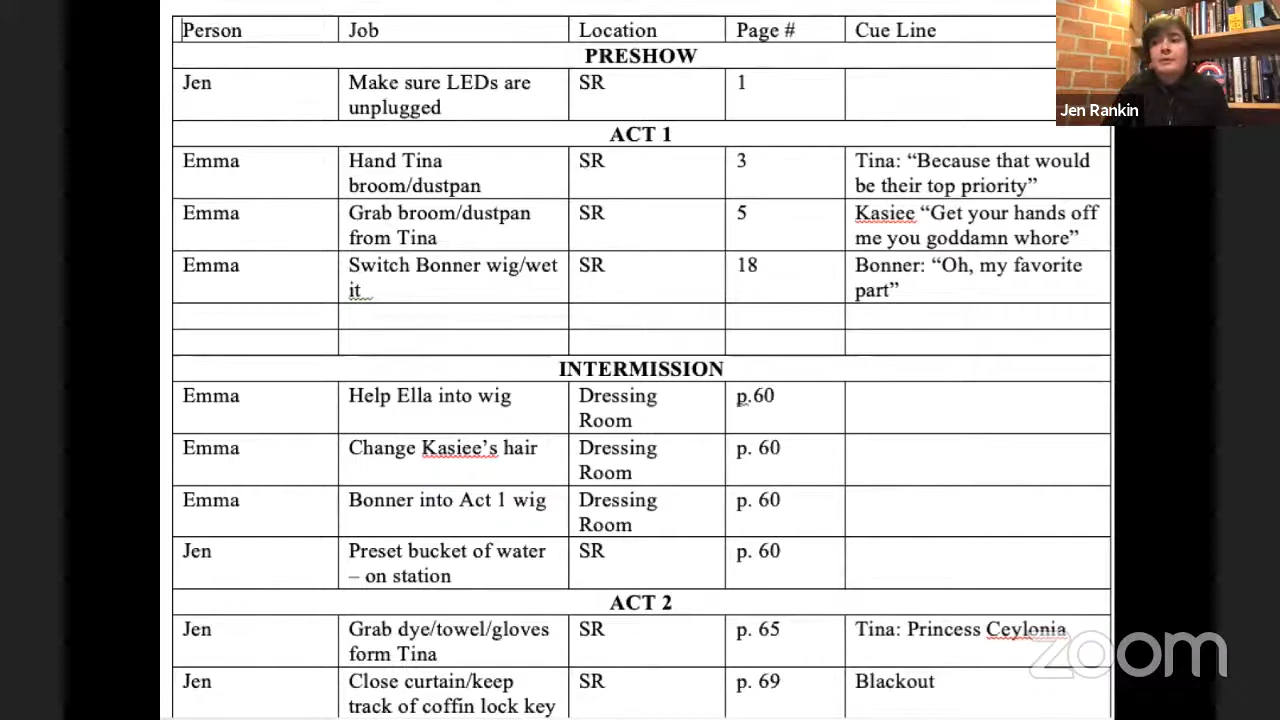 Person Job Location Page # Cue Line
PRESHOW
Jen Make sure LEDs are SR 1
unplugged
ACT 1
Emma Hand Tina SR 3 Tina: “Because that would
broom/dustpan be their top priority”
Emma Grab broom/dustpan SR 5 Kasiee “Get your hands off
from Tina me you goddamn whore”
Emma Switch Bonner wig/wet SR 18 Bonner: “Oh, my favorite
it part”
INTERMISSION
Emma Help Ella into wig Dressing p.60
Room
Emma Change Kasiee’s hair Dressing p. 60
Room
Emma Bonner into Act 1 wig Dressing p. 60
Room
Jen Preset bucket of water SR p. 60
– on station
ACT 2
Jen Grab dye/towel/gloves SR p. 65 Tina: Princess Ceylonia
form Tina
Jen Close curtain/keep SR p. 69 Blackout
track of coffin lock key
Jen Rankin
zoom